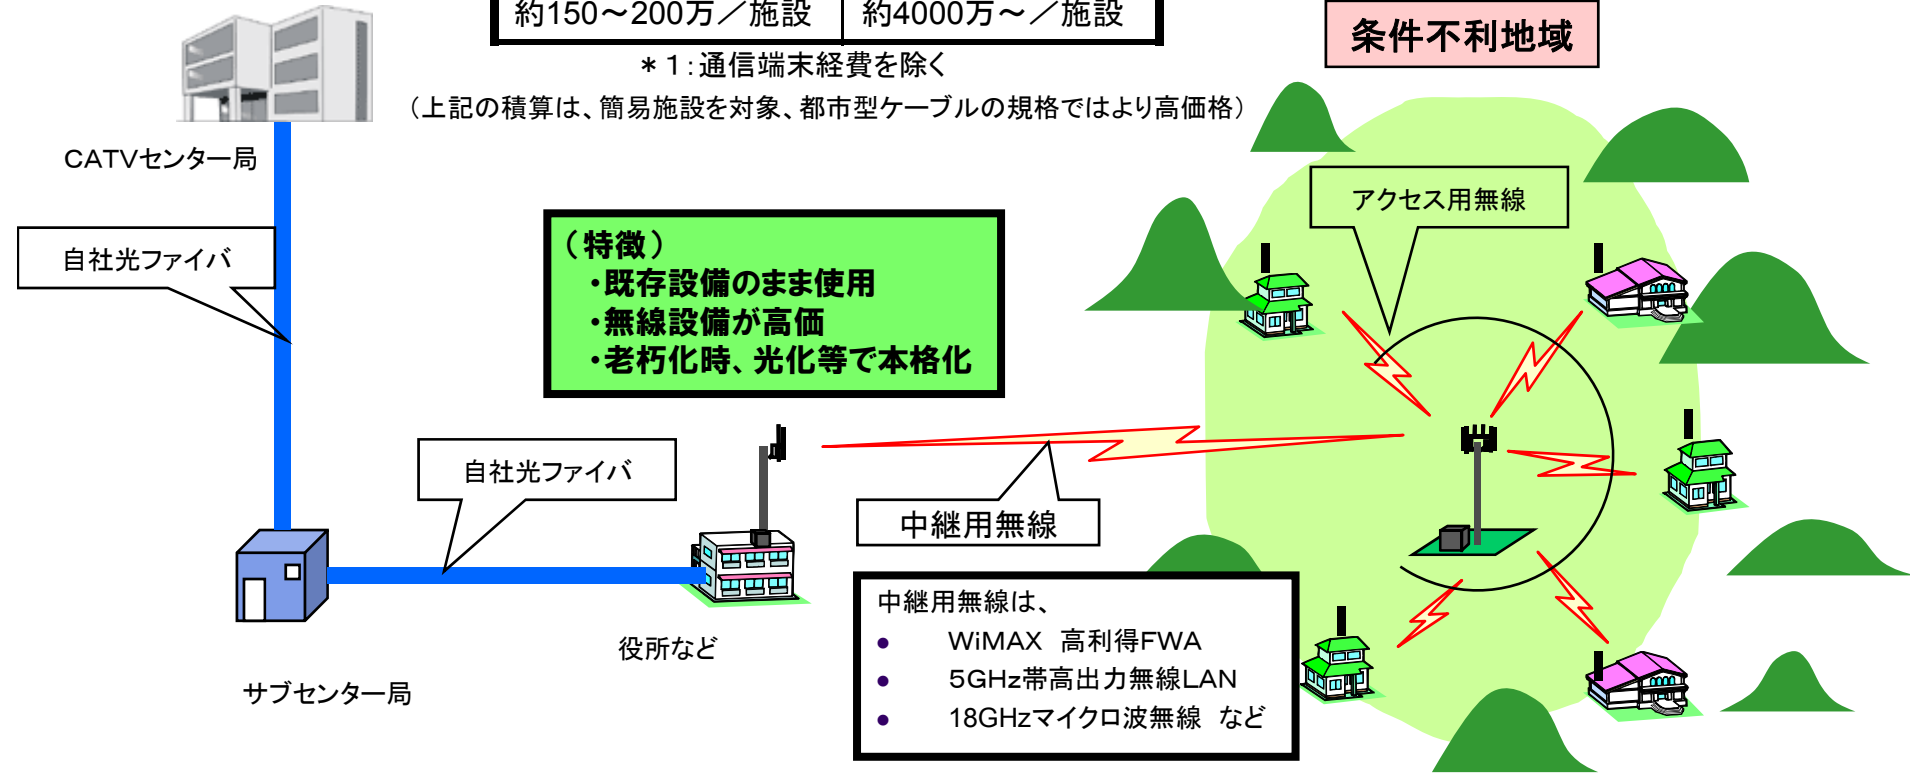 約150～200万／施設 約4000万～／施設
＊１：通信端末経費を除く
（上記の積算は、簡易施設を対象、都市型ケーブルの規格ではより高価格）
条件不利地域
CATVセンター局
自社光ファイバ
（特徴）
・既存設備のまま使用
・無線設備が高価
・老朽化時、光化等で本格化
アクセス用無線
自社光ファイバ
中継用無線
役所など
サブセンター局
中継用無線は、
● WiMAX 高利得FWA
● 5GHz帯高出力無線LAN
● 18GHzマイクロ波無線 など